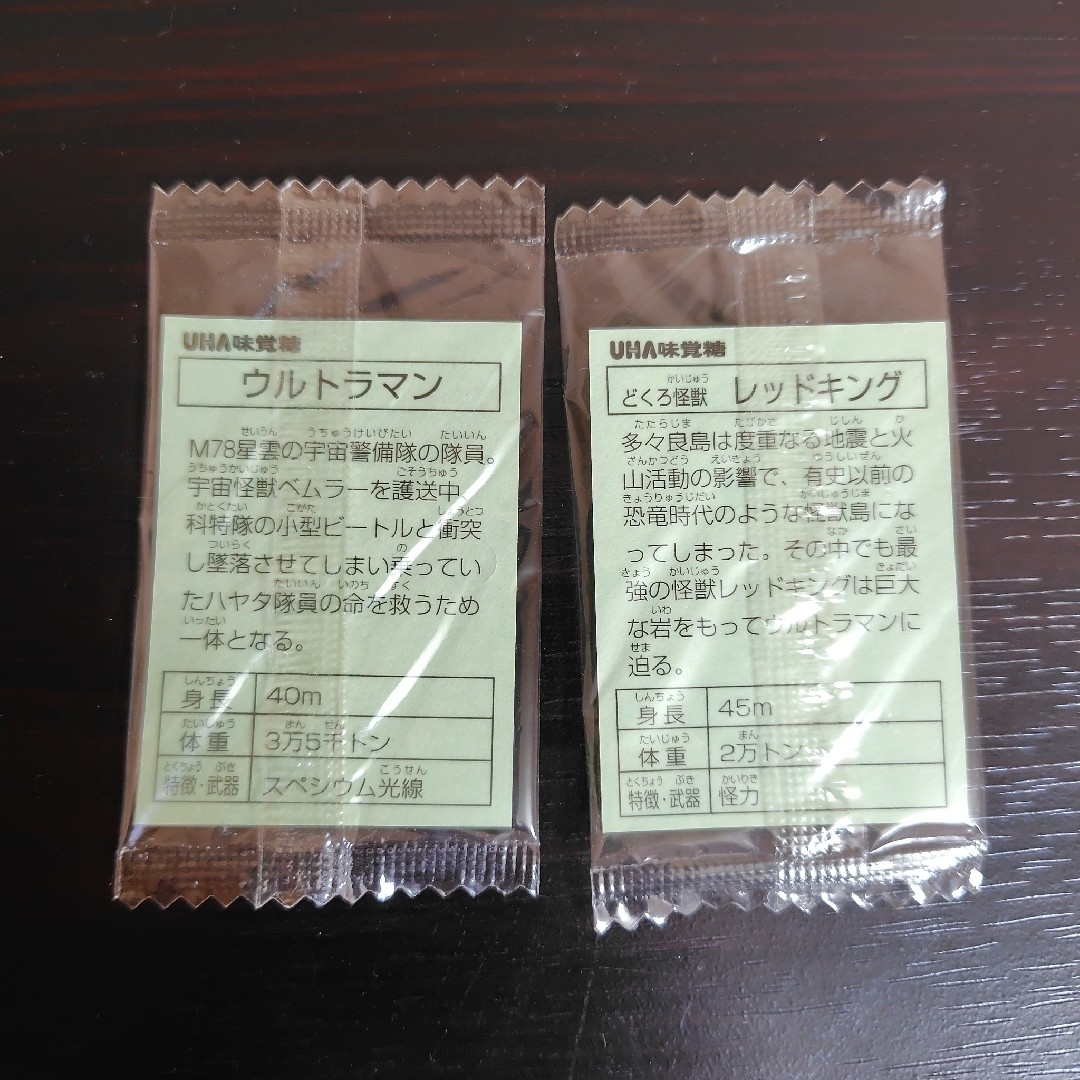 UHA味覚糖
ウルトラマン
M78星雲の宇宙警備隊の隊員。
宇宙怪獣ベムラーを護送中、
科特隊の小型ビートルと衝突
し墜落させてしまい乗ってい
たハヤタ隊員の命を救うため
一体となる。
身長 40m
体重 3万5千トン
特徴・武器 スペシウム光線
UHA味覚糖
どくろ怪獣 レッドキング
多々良島は度重なる地震と火
山活動の影響で、有史以前の
恐竜時代のような怪獣島にな
ってしまった。その中でも最
強の怪獣レッドキングは巨大
な岩をもってウルトラマンに
迫る。
身長 45m
体重 2万トン
特徴・武器 怪力